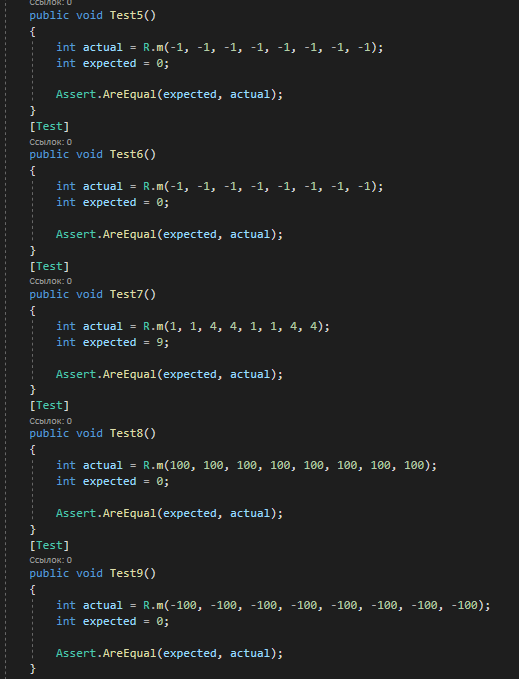 Ссылок: 0
public void Test5()
{
int actual = R.m(-1, -1, -1, -1, -1, -1, -1, -1);
int expected = 0;
Assert.AreEqual(expected, actual);
}
[Test]
Ссылок: 0
public void Test6()
{
int actual = R.m(-1, -1, -1, -1, -1, -1, -1, -1);
int expected = 0;
Assert.AreEqual(expected, actual);
}
[Test]
Ссылок: 0
public void Test7()
{
int actual = R.m(1, 1, 4, 4, 1, 1, 4, 4);
int expected = 9;
Assert.AreEqual(expected, actual);
}
[Test]
Ссылок: 0
public void Test8()
{
int actual = R.m(100, 100, 100, 100, 100, 100, 100, 100);
int expected = 0;
Assert.AreEqual(expected, actual);
}
[Test]
Ссылок: 0
public void Test9()
{
int actual = R.m(-100, -100, -100, -100, -100, -100, -100, -100);
int expected = 0;
Assert.AreEqual(expected, actual);
}